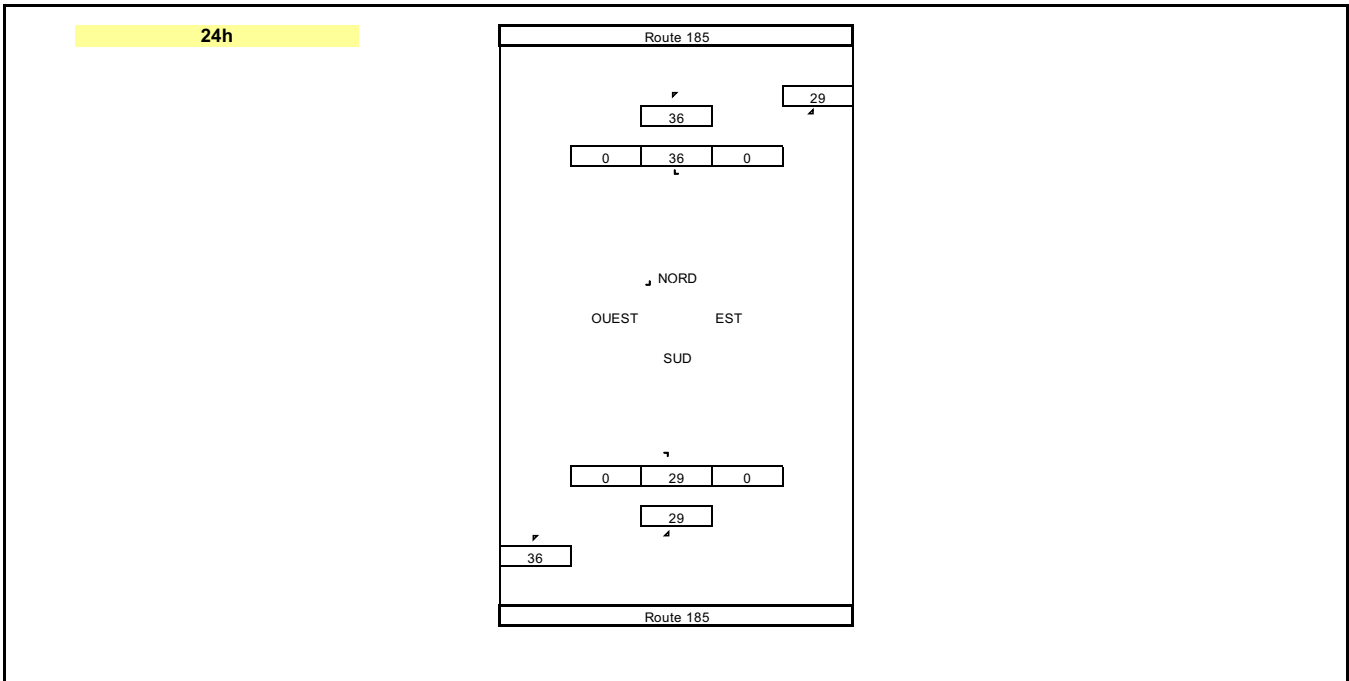 24h
Route 185
29
36
0 36 0
NORD
OUEST EST
SUD
0 29 0
29
36
Route 185